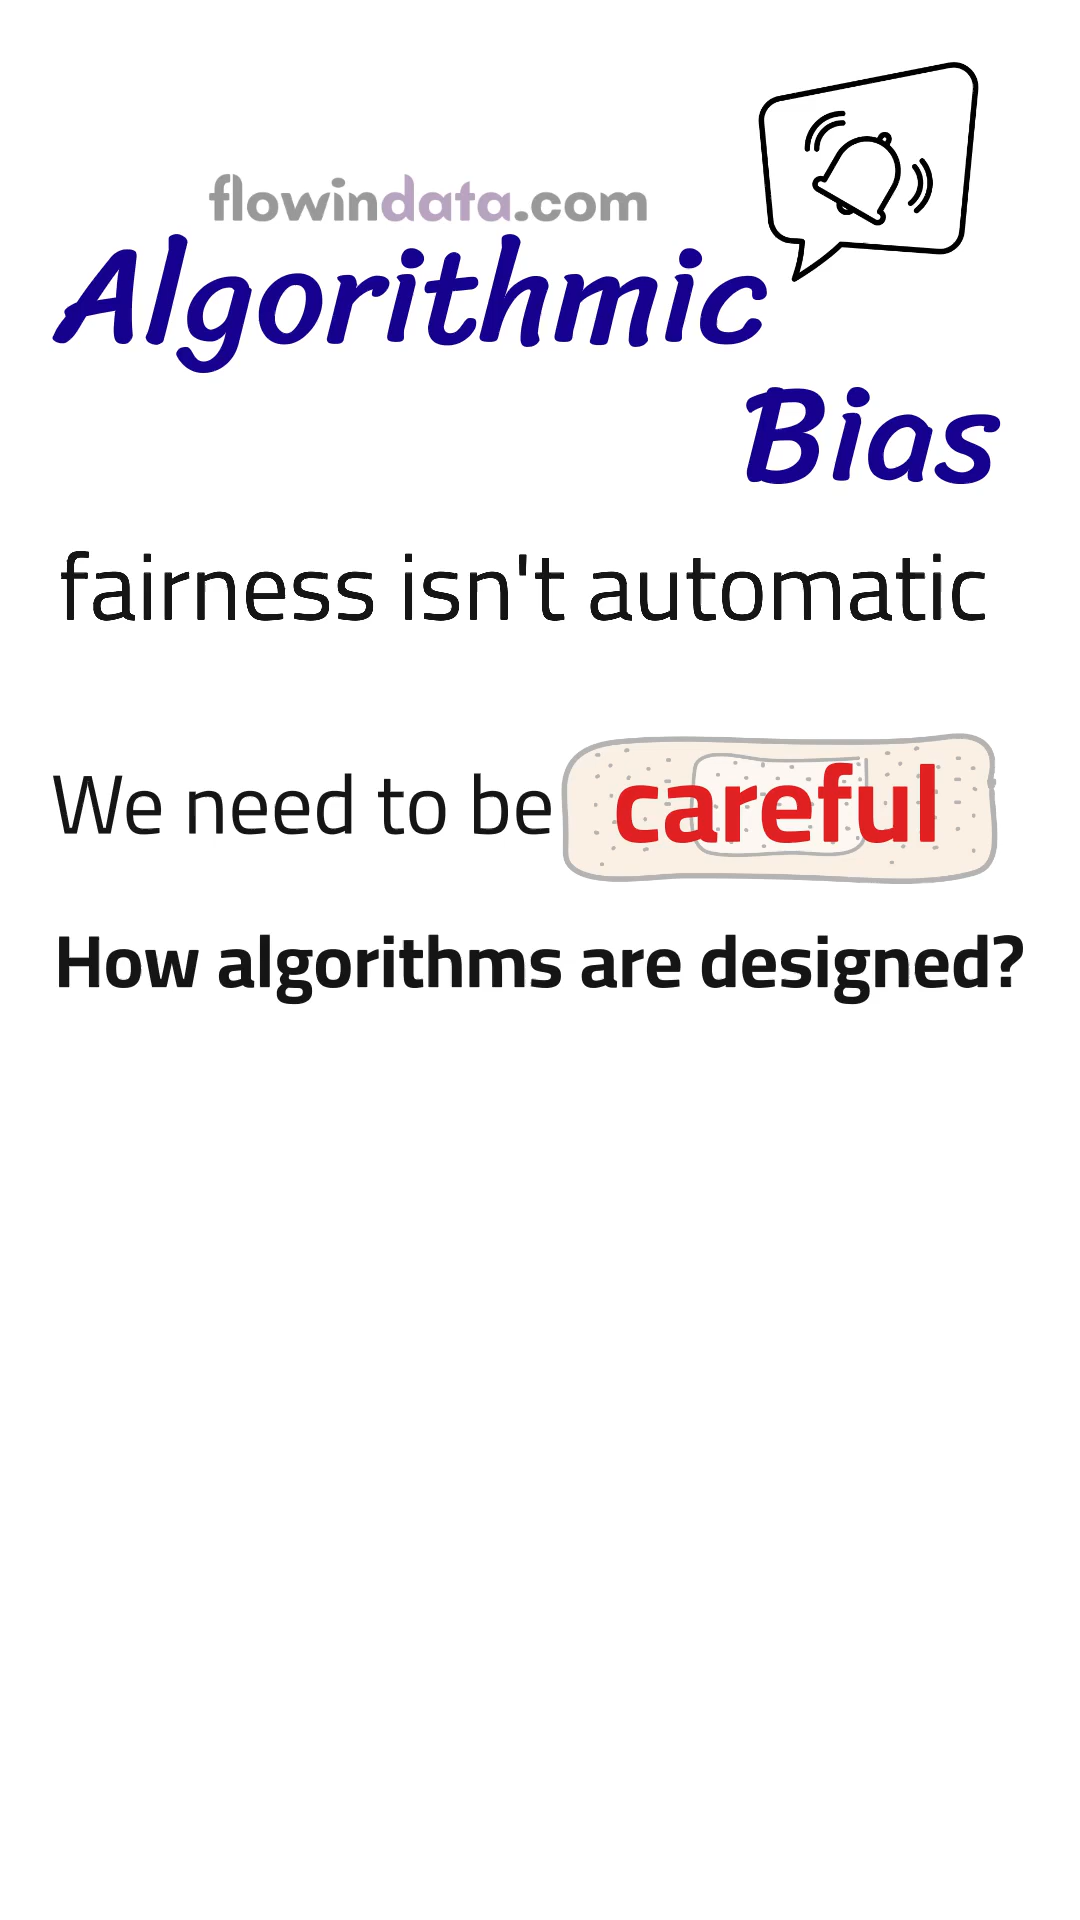 flowindata.com
Algorithmic
Bias
fairness isn't automatic
We need to be careful
How algorithms are designed?